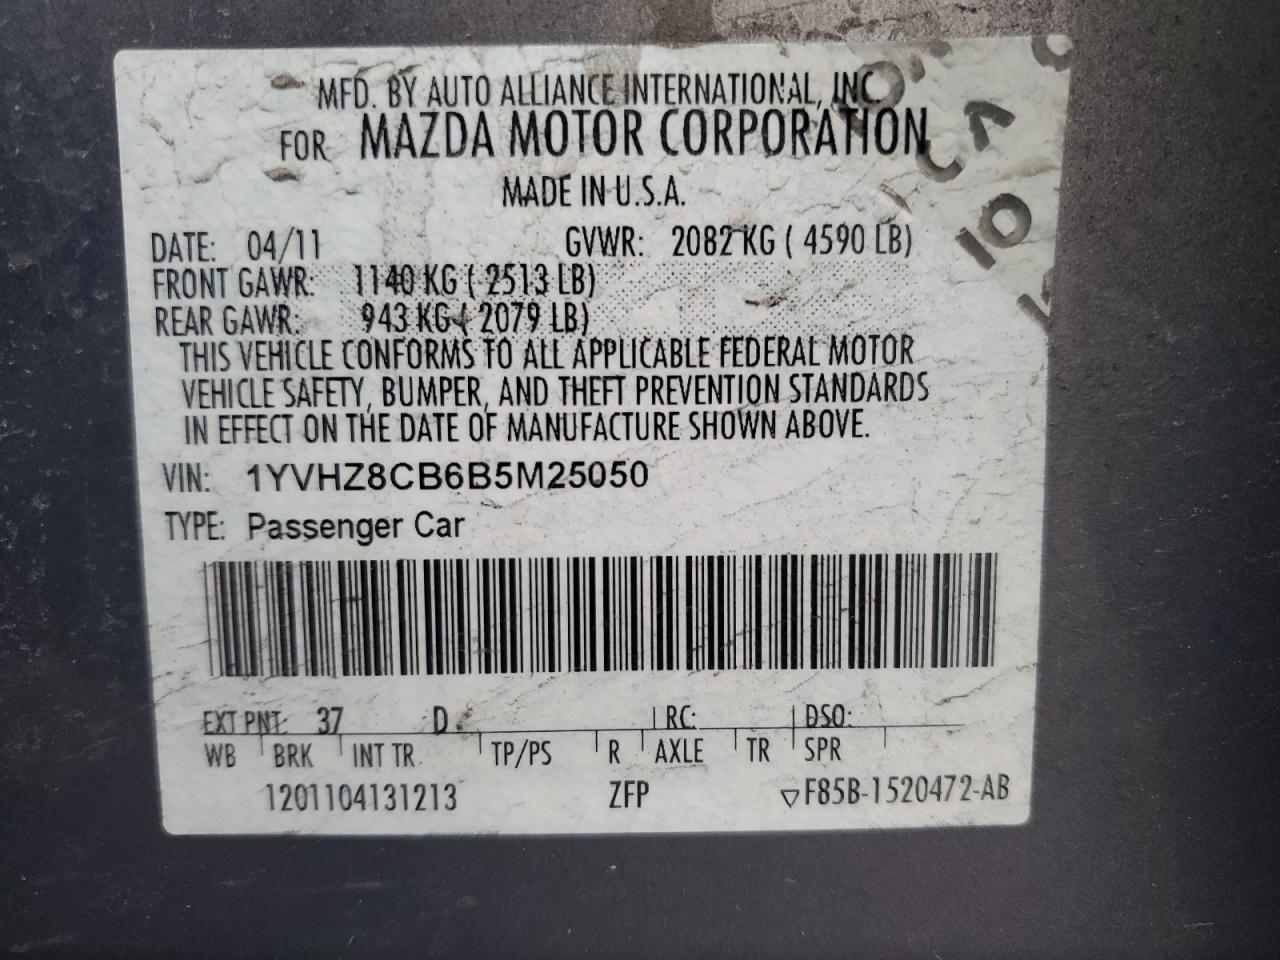 MFD. BY AUTO ALLIANCE INTERNATIONAL, INC.
FOR MAZDA MOTOR CORPORATION
MADE IN U.S.A.
DATE: 04/11 GVWR: 2082 KG ( 4590 LB)
FRONT GAWR: 1140 KG ( 2513 LB)
REAR GAWR: 943 KG ( 2079 LB)
THIS VEHICLE CONFORMS TO ALL APPLICABLE FEDERAL MOTOR
VEHICLE SAFETY, BUMPER, AND THEFT PREVENTION STANDARDS
IN EFFECT ON THE DATE OF MANUFACTURE SHOWN ABOVE.
VIN: 1YVHZ8CB6B5M25050
TYPE: Passenger Car
EXT PNT: 37 D RC: DSO:
WB BRK INT TR TP/PS R AXLE TR SPR
1201104131213 ZFP F85B-1520472-AB